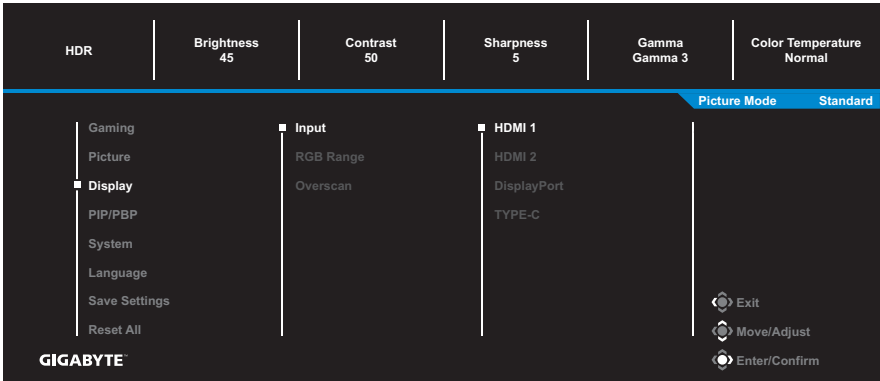 HDR
Brightness
45
Contrast
50
Sharpness
5
Gamma
Gamma 3
Color Temperature
Normal
Picture Mode Standard
Gaming
Picture
Display
PIP/PBP
System
Language
Save Settings
Reset All
Input
RGB Range
Overscan
HDMI 1
HDMI 2
DisplayPort
TYPE-C
Exit
Move/Adjust
Enter/Confirm
GIGABYTE™